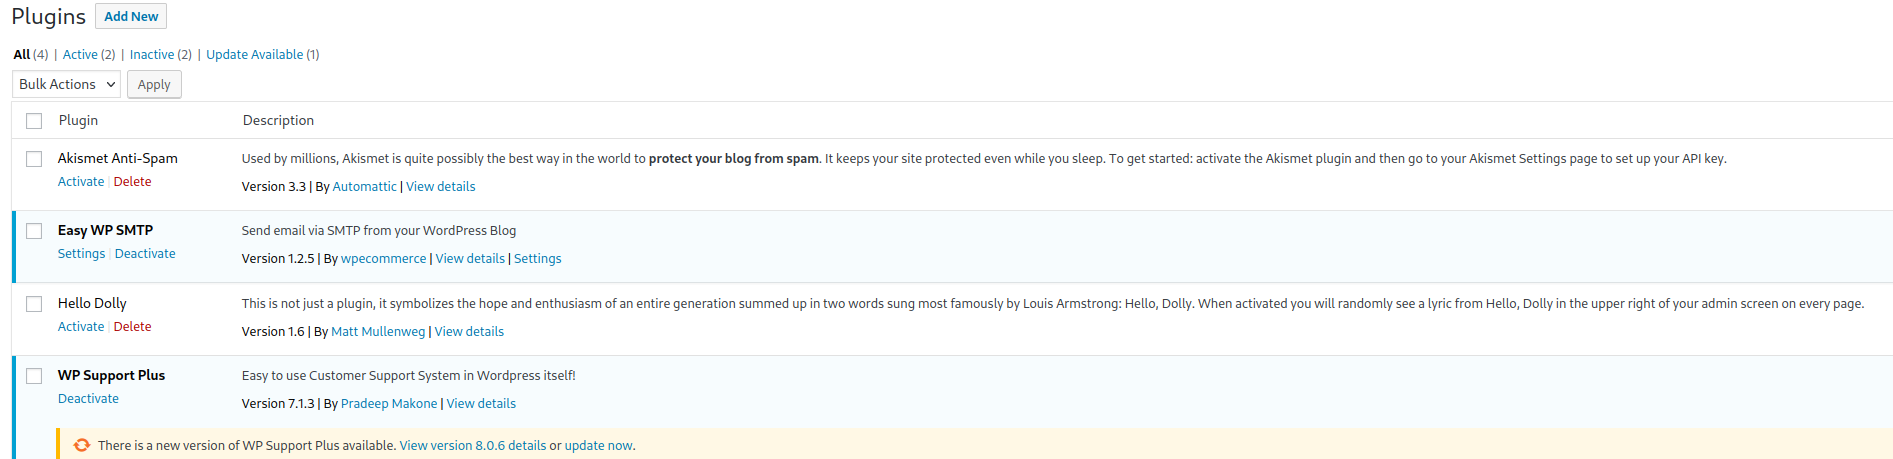 Plugins Add New
All (4) | Active (2) | Inactive (2) | Update Available (1)
Bulk Actions Apply
Plugin Description
Akismet Anti-Spam Used by millions, Akismet is quite possibly the best way in the world to protect your blog from spam. It keeps your site protected even while you sleep. To get started: activate the Akismet plugin and then go to your Akismet Settings page to set up your API key.
Activate | Delete
Version 3.3 | By Automattic | View details
Easy WP SMTP Send email via SMTP from your WordPress Blog
Settings | Deactivate
Version 1.2.5 | By wpecommerce | View details | Settings
Hello Dolly This is not just a plugin, it symbolizes the hope and enthusiasm of an entire generation summed up in two words sung most famously by Louis Armstrong: Hello, Dolly. When activated you will randomly see a lyric from Hello, Dolly in the upper right of your admin screen on every page.
Activate | Delete
Version 1.6 | By Matt Mullenweg | View details
WP Support Plus Easy to use Customer Support System in Wordpress itself!
Deactivate
Version 7.1.3 | By Pradeep Makone | View details
There is a new version of WP Support Plus available. View version 8.0.6 details or update now.